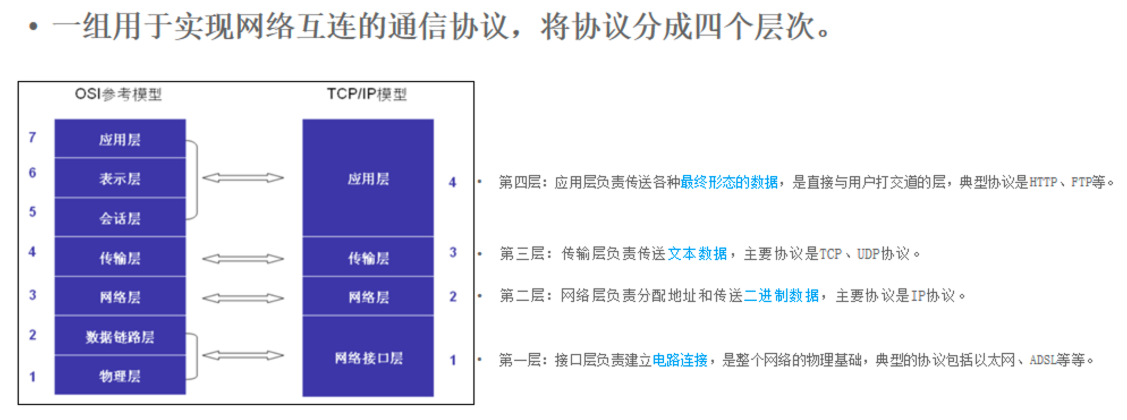 • 一组用于实现网络互连的通信协议，将协议分成四个层次。
OSI参考模型
TCP/IP模型
7 应用层
6 表示层
5 会话层
4 传输层
3 网络层
2 数据链路层
1 物理层
应用层 4
传输层 3
网络层 2
网络接口层 1
• 第四层：应用层负责传送各种最终形态的数据，是直接与用户打交道的层，典型协议是HTTP、FTP等。
• 第三层：传输层负责传送文本数据，主要协议是TCP、UDP协议。
• 第二层：网络层负责分配地址和传送二进制数据，主要协议是IP协议。
• 第一层：接口层负责建立电路连接，是整个网络的物理基础，典型的协议包括以太网、ADSL等等。